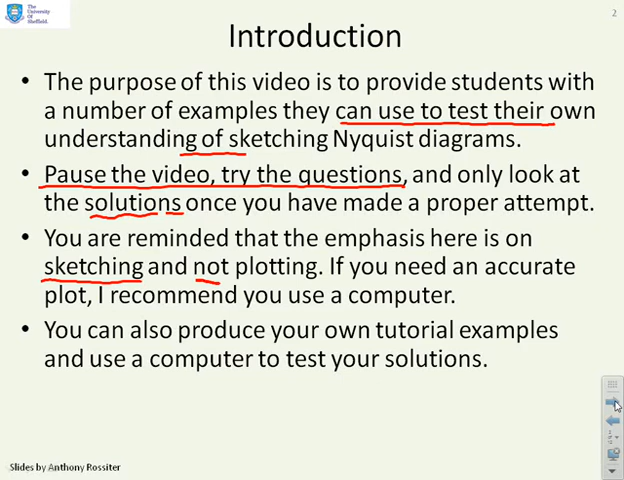 The
University
Of
Sheffield.
2
Introduction
• The purpose of this video is to provide students with
a number of examples they can use to test their own
understanding of sketching Nyquist diagrams.
• Pause the video, try the questions, and only look at
the solutions once you have made a proper attempt.
• You are reminded that the emphasis here is on
sketching and not plotting. If you need an accurate
plot, I recommend you use a computer.
• You can also produce your own tutorial examples
and use a computer to test your solutions.
Slides by Anthony Rossiter